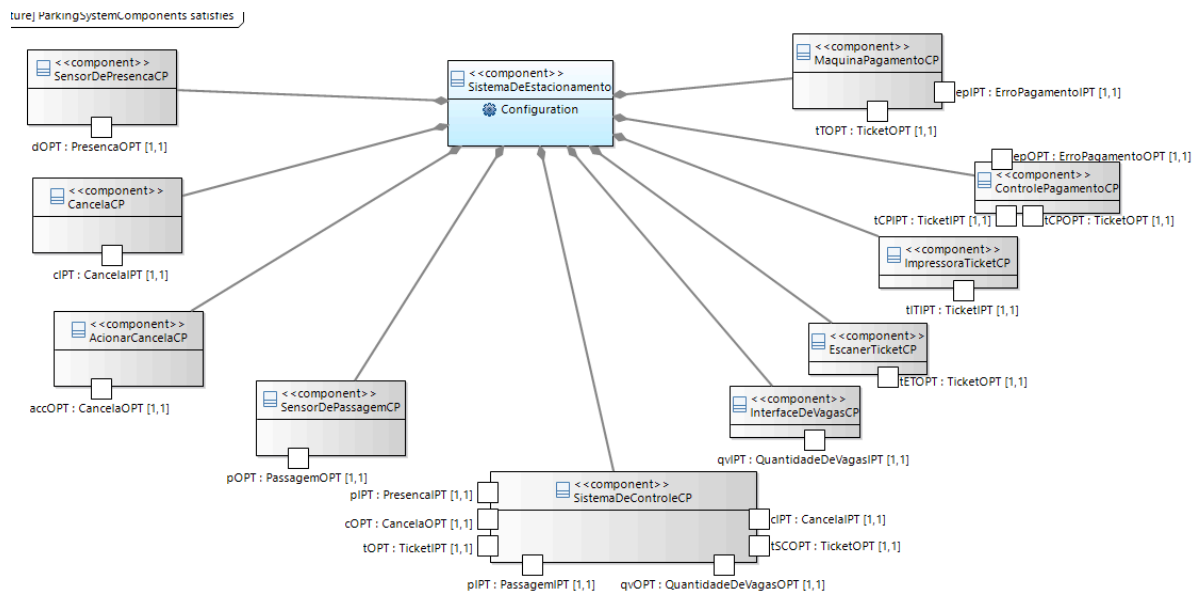 ture] ParkingSystemComponents satisfies
<<component>>
SensorDePresencaCP
dOPT : PresencaOPT [1,1]
<<component>>
CancelaCP
cIPT : CancelaIPT [1,1]
<<component>>
AcionarCancelaCP
accOPT : CancelaOPT [1,1]
<<component>>
SensorDePassagemCP
pOPT : PassagemOPT [1,1]
<<component>>
SistemaDeEstacionamento
Configuration
<<component>>
SistemaDeControleCP
pIPT : PresencaIPT [1,1]
cOPT : CancelaOPT [1,1]
tOPT : TicketIPT [1,1]
pIPT : PassagemIPT [1,1]
qvOPT : QuantidadeDeVagasOPT [1,1]
cIPT : CancelaIPT [1,1]
tSCOPT : TicketOPT [1,1]
<<component>>
InterfaceDeVagasCP
qvIPT : QuantidadeDeVagasIPT [1,1]
<<component>>
EscanerTicketCP
tETOPT : TicketOPT [1,1]
<<component>>
ImpressoraTicketCP
tITIPT : TicketIPT [1,1]
epOPT : ErroPagamentoOPT [1,1]
<<component>>
ControlePagamentoCP
tCPIPT : TicketIPT [1,1]
tCPOPT : TicketOPT [1,1]
<<component>>
MaquinaPagamentoCP
epIPT : ErroPagamentoIPT [1,1]
tTOPT : TicketOPT [1,1]